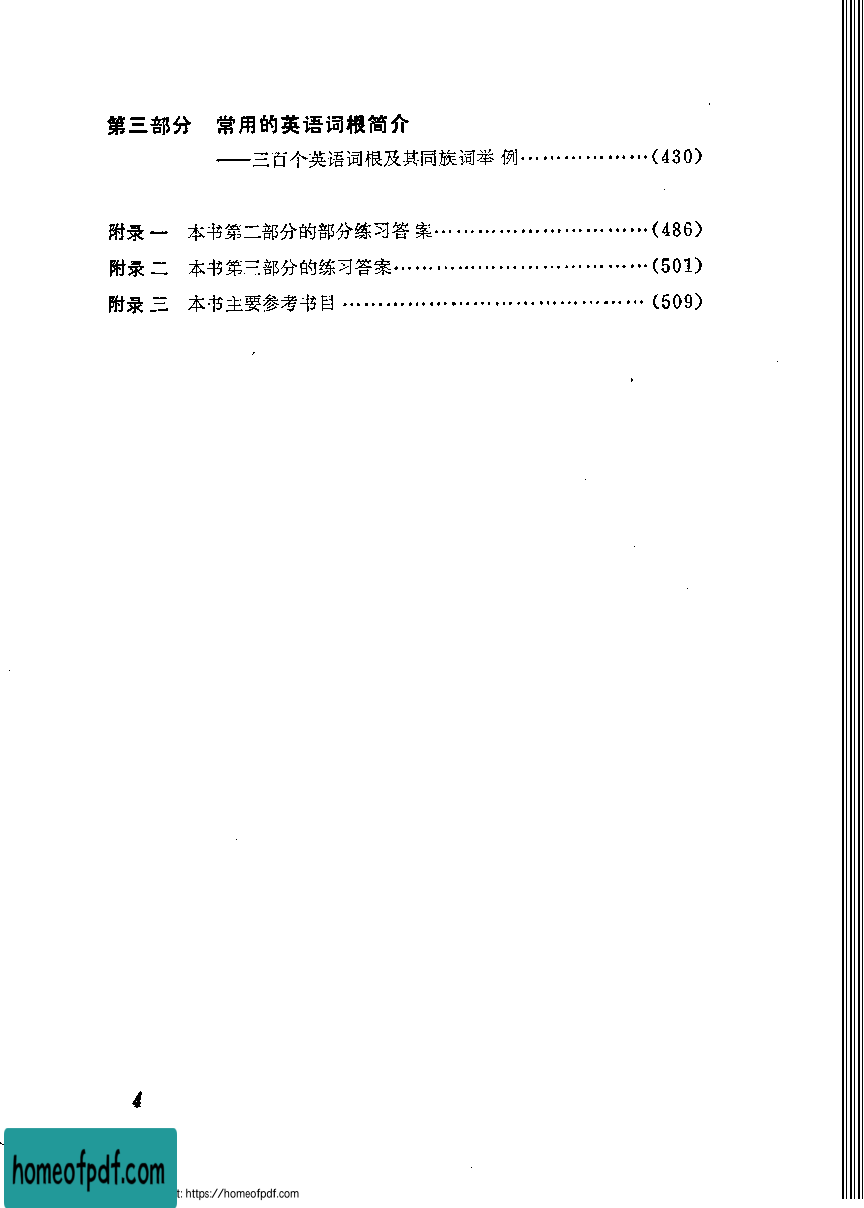 第三部分 常用的英语词根简介
——三百个英语词根及其同族词举例………………(430)
附录一 本书第二部分的部分练习答案…………………………(486)
附录二 本书第三部分的练习答案………………………………(501)
附录三 本书主要参考书目……………………………………(509)
4
homeofpdf.com
t: https://homeofpdf.com